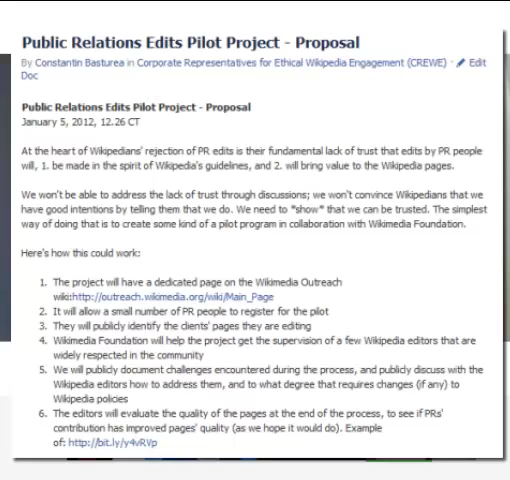 Public Relations Edits Pilot Project - Proposal
By Constantin Basturea in Corporate Representatives for Ethical Wikipedia Engagement (CREWE) · Edit
Doc
Public Relations Edits Pilot Project - Proposal
January 5, 2012, 12.26 CT
At the heart of Wikipedians' rejection of PR edits is their fundamental lack of trust that edits by PR people
will, 1. be made in the spirit of Wikipedia's guidelines, and 2. will bring value to the Wikipedia pages.
We won't be able to address the lack of trust through discussions; we won't convince Wikipedians that we
have good intentions by telling them that we do. We need to *show* that we can be trusted. The simplest
way of doing that is to create some kind of a pilot program in collaboration with Wikimedia Foundation.
Here's how this could work:
1. The project will have a dedicated page on the Wikimedia Outreach
wiki:http://outreach.wikimedia.org/wiki/Main_Page
2. It will allow a small number of PR people to register for the pilot
3. They will publicly identify the clients' pages they are editing
4. Wikimedia Foundation will help the project get the supervision of a few Wikipedia editors that are
widely respected in the community
5. We will publicly document challenges encountered during the process, and publicly discuss with the
Wikipedia editors how to address them, and to what degree that requires changes (if any) to
Wikipedia policies
6. The editors will evaluate the quality of the pages at the end of the process, to see if PRs'
contribution has improved pages' quality (as we hope it would do). Example
of: http://bit.ly/y4vRVp